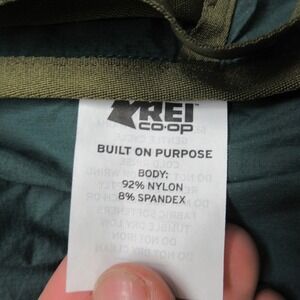 REI
co·op
BUILT ON PURPOSE
BODY:
92% NYLON
8% SPANDEX